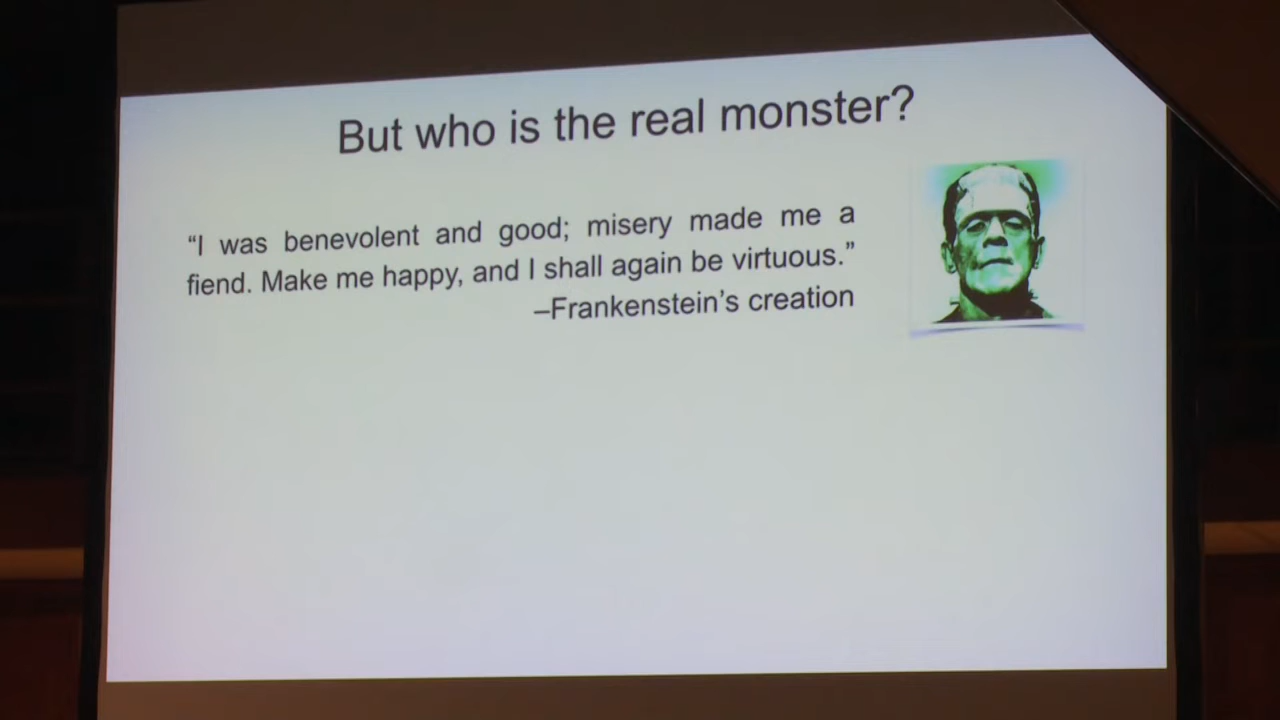 But who is the real monster?
“I was benevolent and good; misery made me a
fiend. Make me happy, and I shall again be virtuous.”
–Frankenstein’s creation